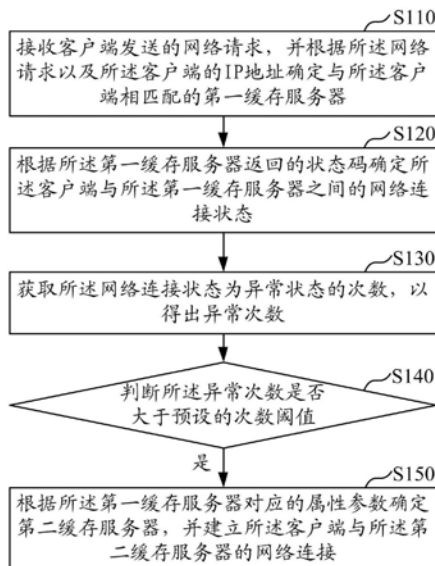 S110
接收客户端发送的网络请求，并根据所述网络
请求以及所述客户端的IP地址确定与所述客户
端相匹配的第一缓存服务器
S120
根据所述第一缓存服务器返回的状态码确定所
述客户端与所述第一缓存服务器之间的网络连
接状态
S130
获取所述网络连接状态为异常状态的次数，以
得出异常次数
S140
判断所述异常次数是否
大于预设的次数阈值
是
S150
根据所述第一缓存服务器对应的属性参数确定
第二缓存服务器，并建立所述客户端与所述第
二缓存服务器的网络连接